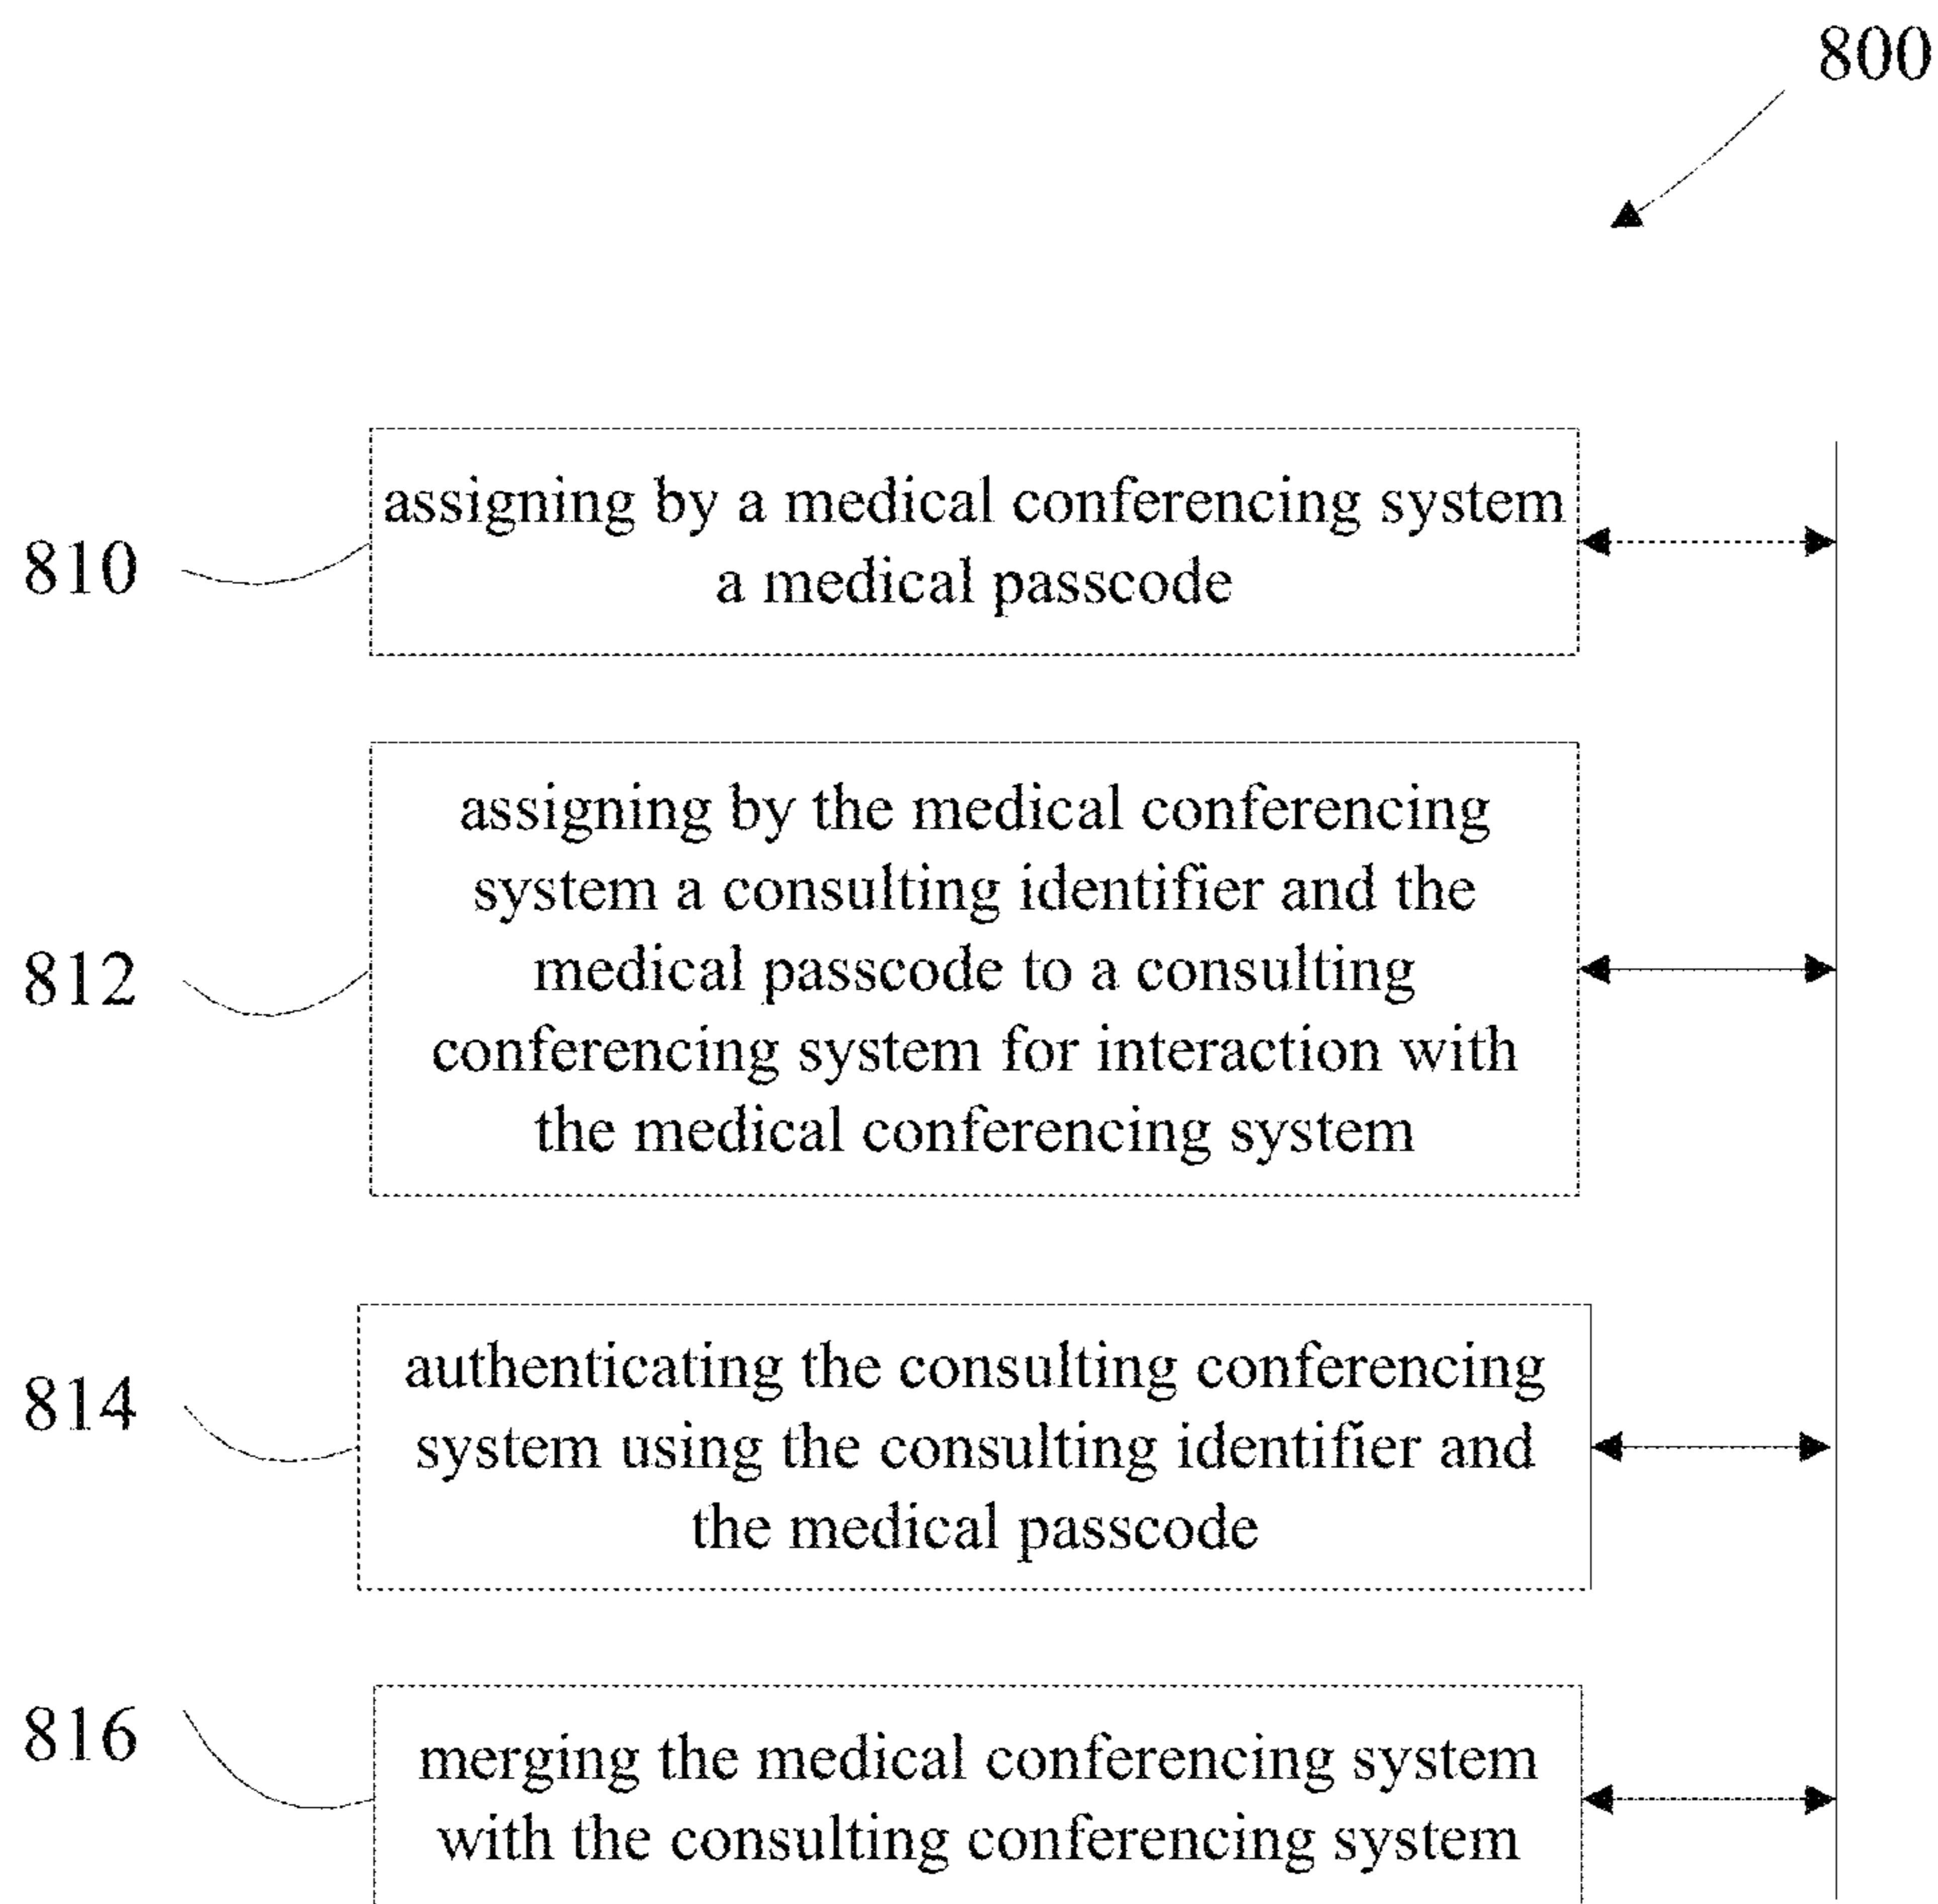 800
810
assigning by a medical conferencing system
a medical passcode
812
assigning by the medical conferencing
system a consulting identifier and the
medical passcode to a consulting
conferencing system for interaction with
the medical conferencing system
814
authenticating the consulting conferencing
system using the consulting identifier and
the medical passcode
816
merging the medical conferencing system
with the consulting conferencing system